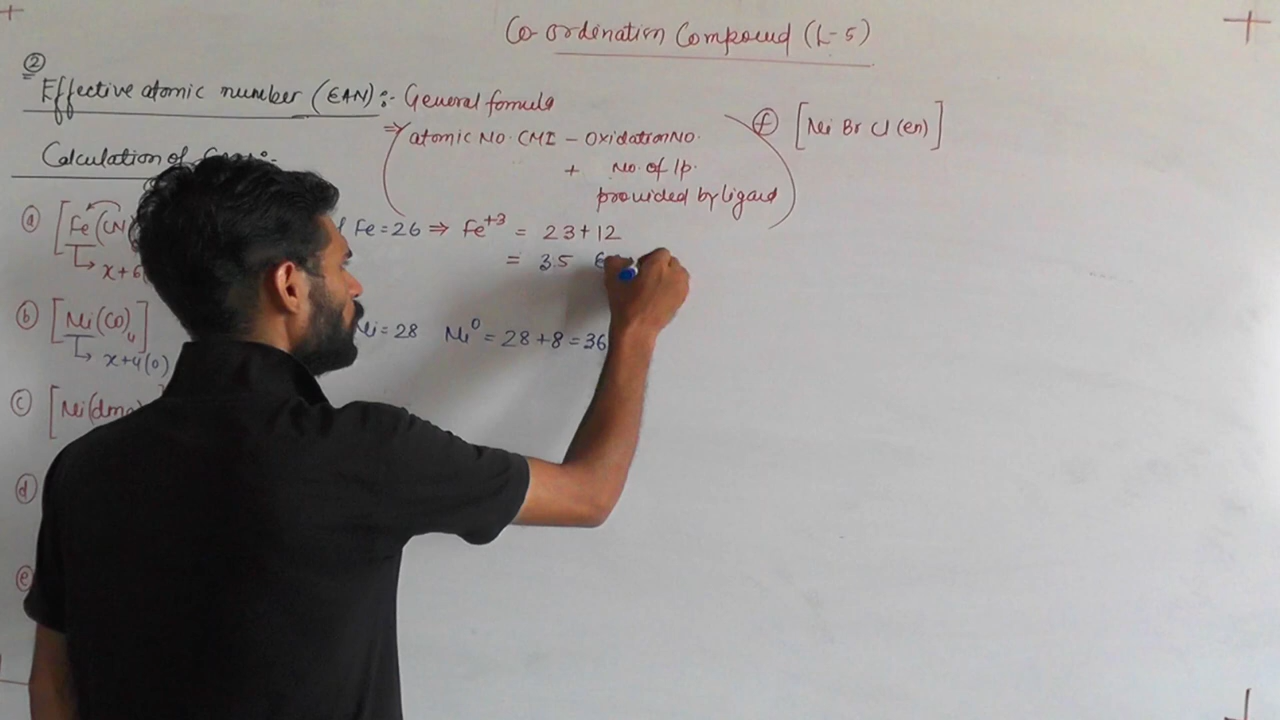 Co-ordination Compound (L-5)
② Effective atomic number (EAN):- General formula
⇒ atomic No. CMI - Oxidation No.
+ No. of lp.
provided by ligand
Calculation of
ⓐ [Fe(CN) Fe=26 ⇒ Fe+3 = 23+12
x+6 = 35
ⓑ [Ni(CO)4] Ni=28 Ni0 = 28+8=36
x+4(0)
ⓒ [Ni(dmg)
ⓓ
ⓔ
ⓕ [Ni Br Cl (en)]